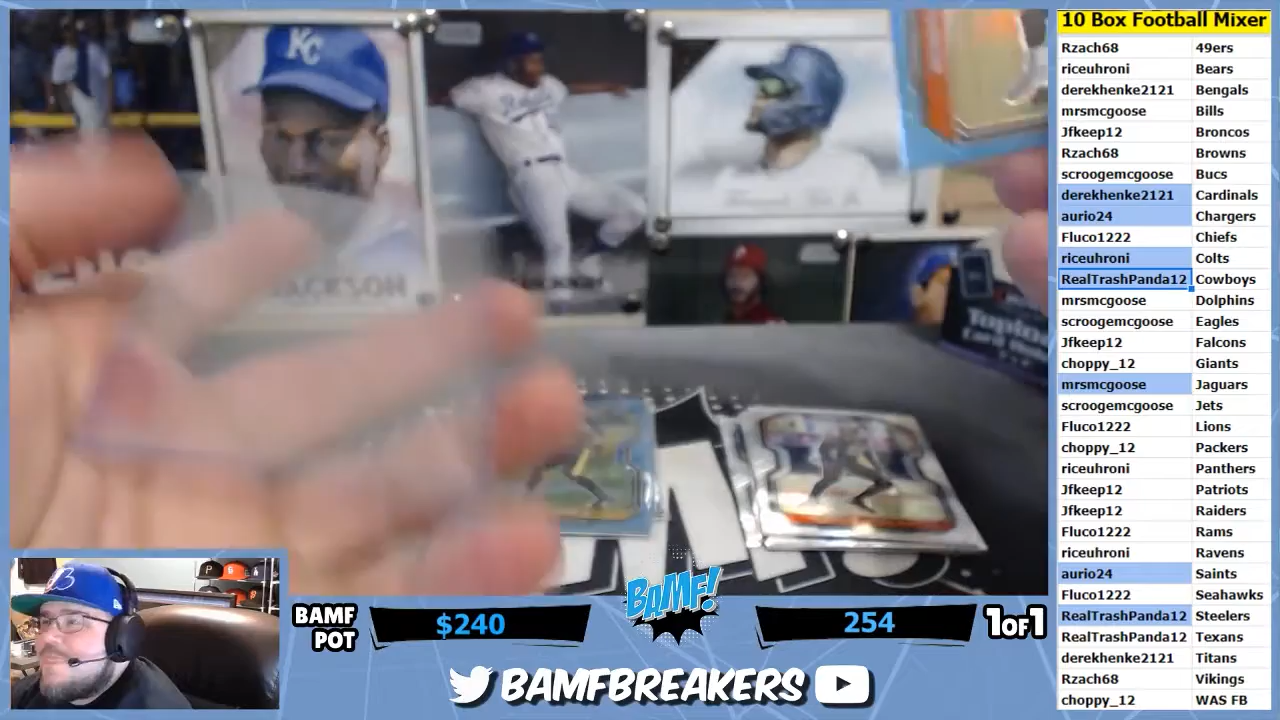 10 Box Football Mixer
Rzach68 49ers
riceuhroni Bears
derekhenke2121 Bengals
mrsmcgoose Bills
Jfkeep12 Broncos
Rzach68 Browns
scroogemcgoose Bucs
derekhenke2121 Cardinals
aurio24 Chargers
Fluco1222 Chiefs
riceuhroni Colts
RealTrashPanda12 Cowboys
mrsmcgoose Dolphins
scroogemcgoose Eagles
Jfkeep12 Falcons
choppy_12 Giants
mrsmcgoose Jaguars
scroogemcgoose Jets
Fluco1222 Lions
choppy_12 Packers
riceuhroni Panthers
Jfkeep12 Patriots
Jfkeep12 Raiders
Fluco1222 Rams
riceuhroni Ravens
aurio24 Saints
Fluco1222 Seahawks
RealTrashPanda12 Steelers
RealTrashPanda12 Texans
derekhenke2121 Titans
Rzach68 Vikings
choppy_12 WAS FB
KC
JACKSON
BAMF POT
$240
BAMF!
254
1 OF 1
BAMFBREAKERS